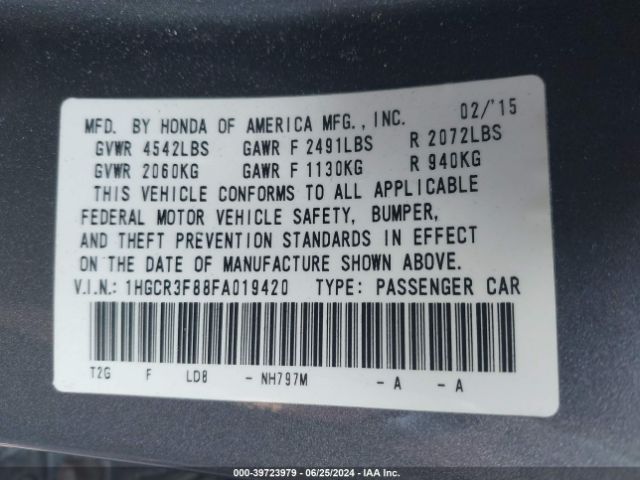 MFD. BY HONDA OF AMERICA MFG., INC. 02/'15
GVWR 4542LBS GAWR F 2491LBS R 2072LBS
GVWR 2060KG GAWR F 1130KG R 940KG
THIS VEHICLE CONFORMS TO ALL APPLICABLE
FEDERAL MOTOR VEHICLE SAFETY, BUMPER,
AND THEFT PREVENTION STANDARDS IN EFFECT
ON THE DATE OF MANUFACTURE SHOWN ABOVE.
V.I.N.: 1HGCR3F88FA019420 TYPE: PASSENGER CAR
T2G F LD8 - NH797M - A - A
000-39723979 - 06/25/2024 - IAA Inc.